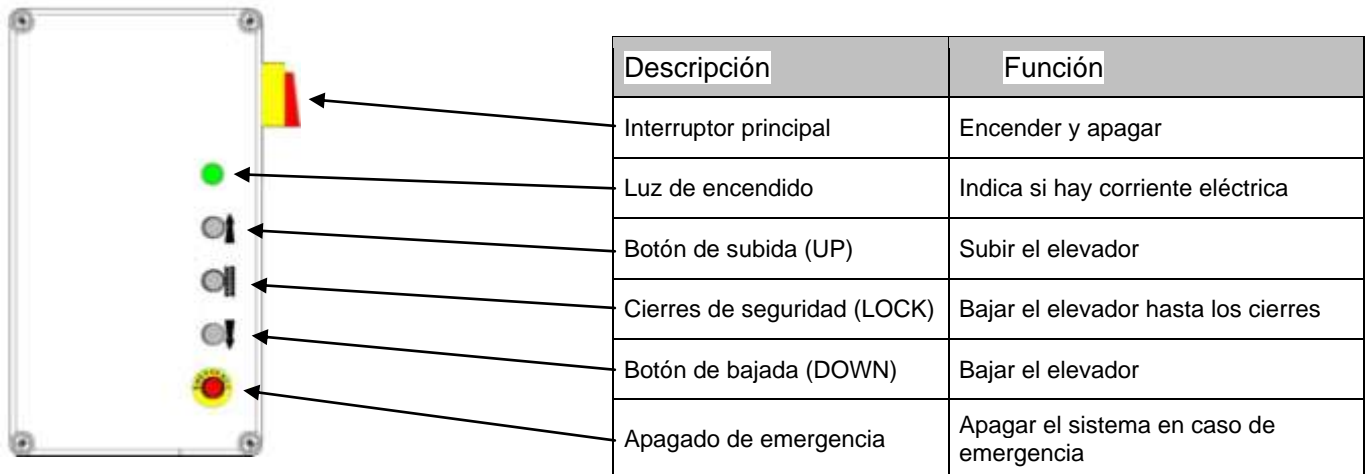 Descripción Función
Interruptor principal Encender y apagar
Luz de encendido Indica si hay corriente eléctrica
Botón de subida (UP) Subir el elevador
Cierres de seguridad (LOCK) Bajar el elevador hasta los cierres
Botón de bajada (DOWN) Bajar el elevador
Apagado de emergencia Apagar el sistema en caso de
emergencia